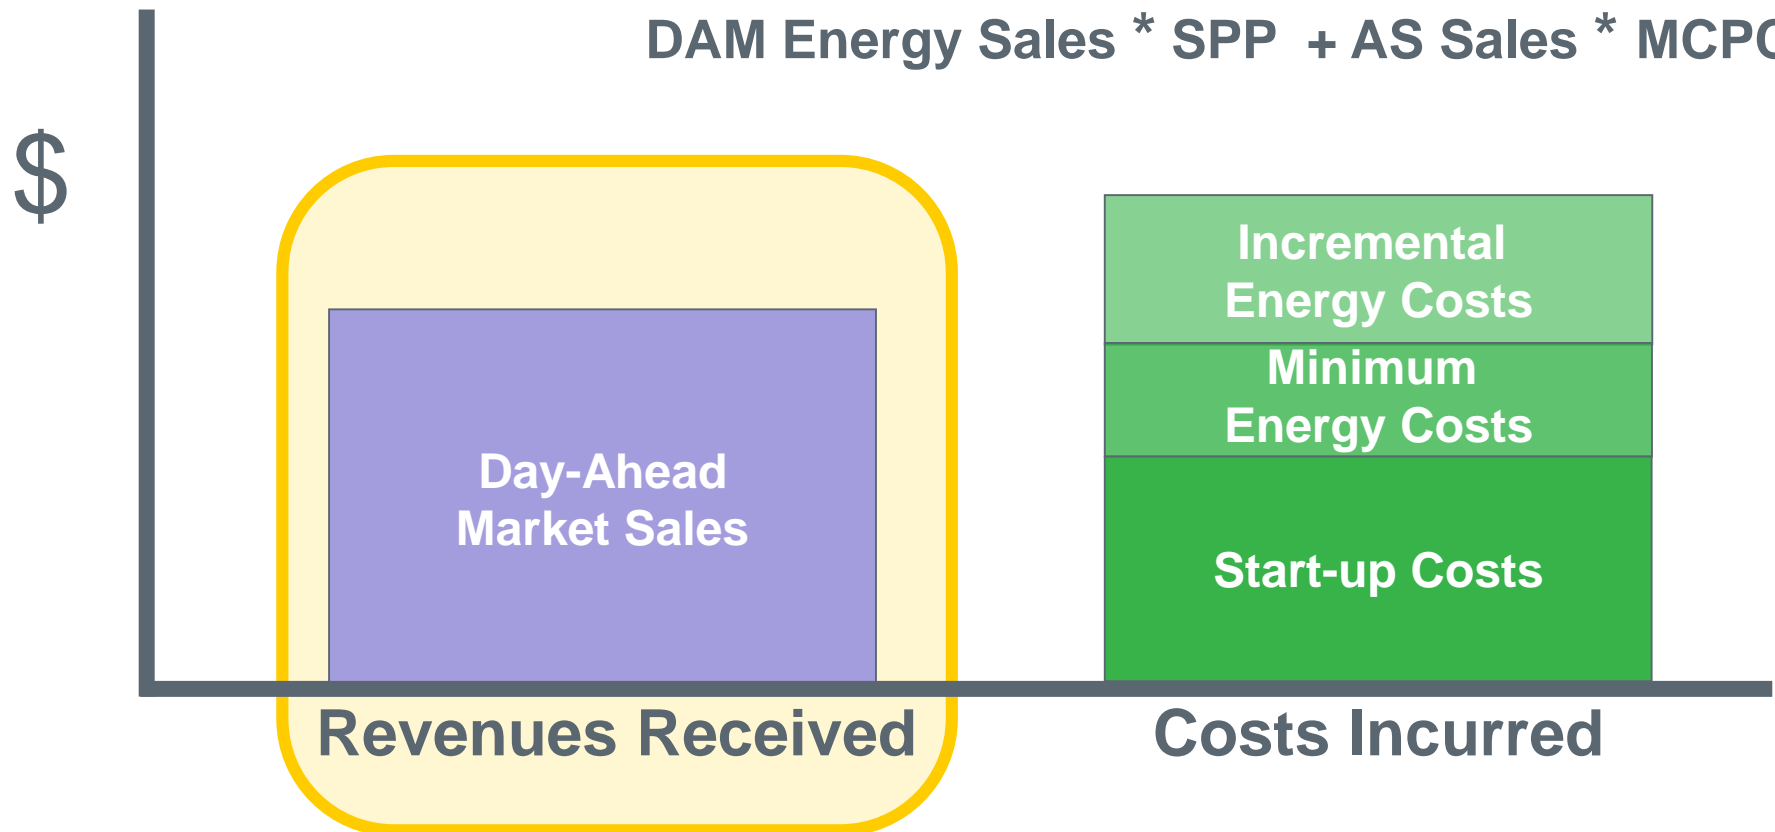 DAM Energy Sales * SPP + AS Sales * MCPC
$
Incremental
Energy Costs
Minimum
Energy Costs
Day-Ahead
Market Sales
Start-up Costs
Revenues Received
Costs Incurred